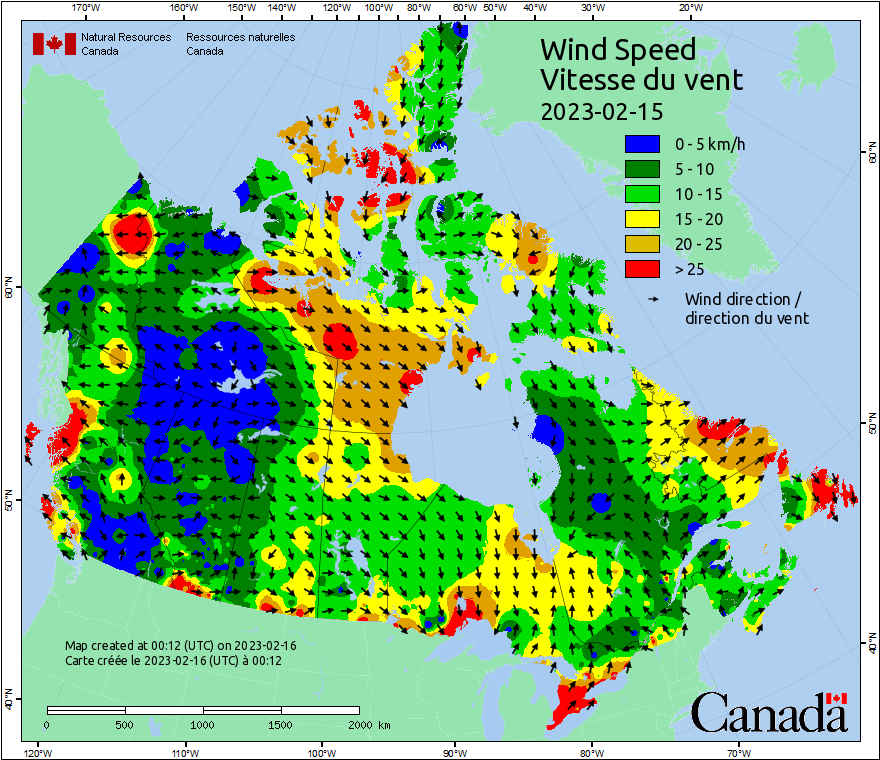 170°W 160°W 150°W 140°W 120°W 100°W 80°W 60°W 50°W 40°W 30°W 20°W
Natural Resources Canada
Ressources naturelles Canada
Wind Speed
Vitesse du vent
2023-02-15
0 - 5 km/h
5 - 10
10 - 15
15 - 20
20 - 25
> 25
Wind direction /
direction du vent
60°N
60°N
50°N
50°N
40°N
40°N
Map created at 00:12 (UTC) on 2023-02-16
Carte créée le 2023-02-16 (UTC) à 00:12
0 500 1000 1500 2000 km
Canada
120°W 110°W 100°W 90°W 80°W 70°W